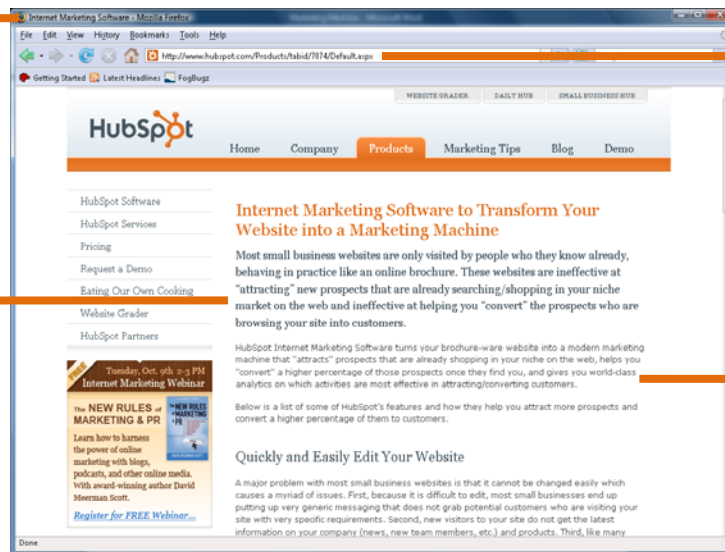 Internet Marketing Software - Mozilla Firefox
File Edit View History Bookmarks Tools Help
http://www.hubspot.com/Products/tabid/7074/Default.aspx
Getting Started Latest Headlines FogBugz
WEBSITE GRADER DAILY HUB SMALL BUSINESS HUB
HubSpot
Home Company Products Marketing Tips Blog Demo
HubSpot Software
HubSpot Services
Pricing
Request a Demo
Eating Our Own Cooking
Website Grader
HubSpot Partners
FREE
Tuesday, Oct. 9th 2-3 PM
Internet Marketing Webinar
The NEW RULES of
MARKETING & PR
The NEW RULES
of MARKETING
& PR
Learn how to harness
the power of online
marketing with blogs,
podcasts, and other online media.
With award-winning author David
Meerman Scott.
Register for FREE Webinar...
Internet Marketing Software to Transform Your
Website into a Marketing Machine
Most small business websites are only visited by people who they know already,
behaving in practice like an online brochure. These websites are ineffective at
"attracting" new prospects that are already searching/shopping in your niche
market on the web and ineffective at helping you "convert" the prospects who are
browsing your site into customers.
HubSpot Internet Marketing Software turns your brochure-ware website into a modern marketing
machine that "attracts" prospects that are already shopping in your niche on the web, helps you
"convert" a higher percentage of those prospects once they find you, and gives you world-class
analytics on which activities are most effective in attracting/converting customers.
Below is a list of some of HubSpot's features and how they help you attract more prospects and
convert a higher percentage of them to customers.
Quickly and Easily Edit Your Website
A major problem with most small business websites is that it cannot be changed easily which
causes a myriad of issues. First, because it is difficult to edit, most small businesses end up
putting up very generic messaging that does not grab potential customers who are visiting your
site with very specific requirements. Second, new visitors to your site do not get the latest
information on your company (news, new team members, etc.) and products. Third, like many
Done